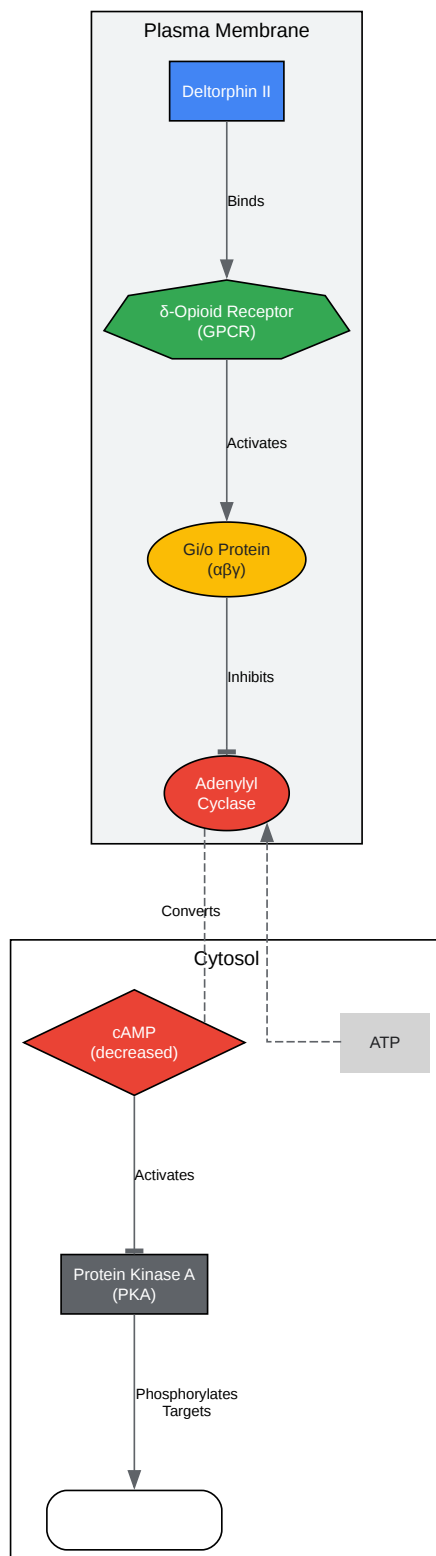 Plasma Membrane
Deltorphin II
Binds
δ-Opioid Receptor
(GPCR)
Activates
Gi/o Protein
(αβγ)
Inhibits
Adenylyl
Cyclase
Converts
Cytosol
cAMP
(decreased)
ATP
Activates
Protein Kinase A
(PKA)
Phosphorylates
Targets